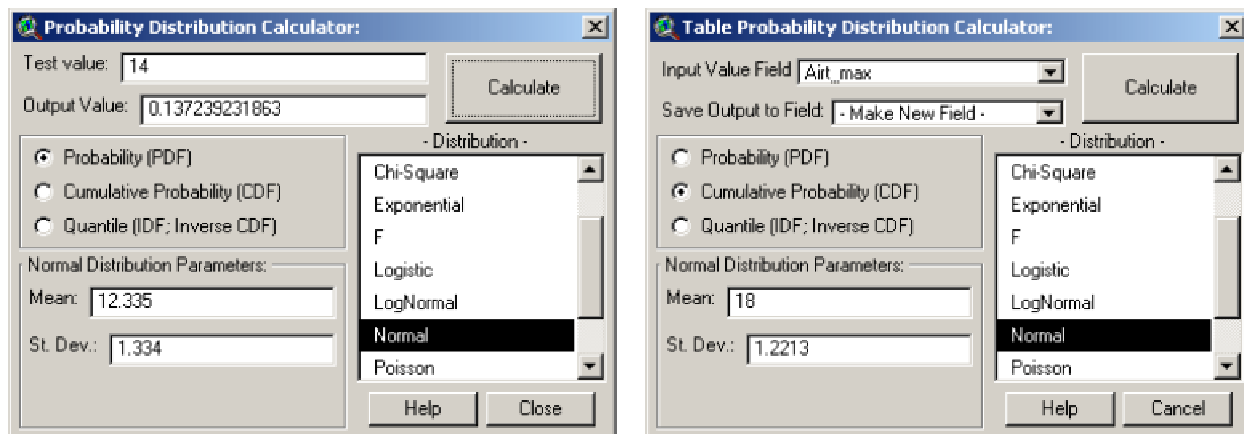 Probability Distribution Calculator:
Test value: 14
Output Value: 0.137239231863
Calculate
Probability (PDF)
Cumulative Probability (CDF)
Quantile (IDF; Inverse CDF)
- Distribution -
Chi-Square
Exponential
F
Logistic
LogNormal
Normal
Poisson
Normal Distribution Parameters:
Mean: 12.335
St. Dev.: 1.334
Help
Close
Table Probability Distribution Calculator:
Input Value Field Airt_max
Save Output to Field: - Make New Field -
Calculate
Probability (PDF)
Cumulative Probability (CDF)
Quantile (IDF; Inverse CDF)
- Distribution -
Chi-Square
Exponential
F
Logistic
LogNormal
Normal
Poisson
Normal Distribution Parameters:
Mean: 18
St. Dev.: 1.2213
Help
Cancel